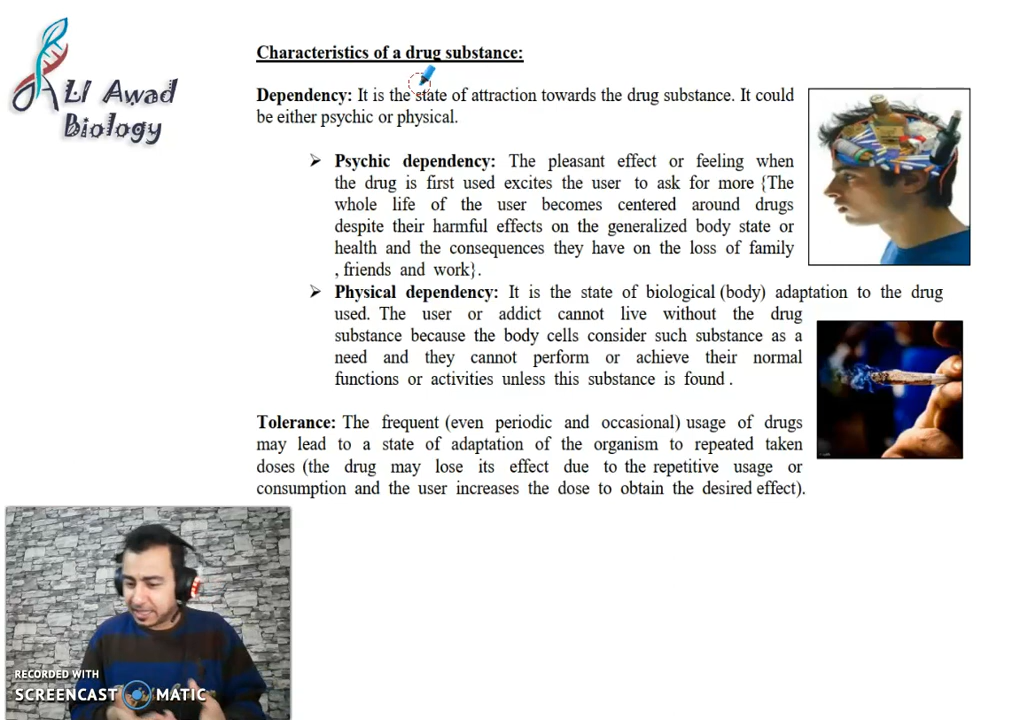 ALI Awad
Biology
Characteristics of a drug substance:
Dependency: It is the state of attraction towards the drug substance. It could
be either psychic or physical.
➢ Psychic dependency: The pleasant effect or feeling when
the drug is first used excites the user to ask for more {The
whole life of the user becomes centered around drugs
despite their harmful effects on the generalized body state or
health and the consequences they have on the loss of family
, friends and work}.
➢ Physical dependency: It is the state of biological (body) adaptation to the drug
used. The user or addict cannot live without the drug
substance because the body cells consider such substance as a
need and they cannot perform or achieve their normal
functions or activities unless this substance is found .
Tolerance: The frequent (even periodic and occasional) usage of drugs
may lead to a state of adaptation of the organism to repeated taken
doses (the drug may lose its effect due to the repetitive usage or
consumption and the user increases the dose to obtain the desired effect).
RECORDED WITH
SCREENCAST MATIC